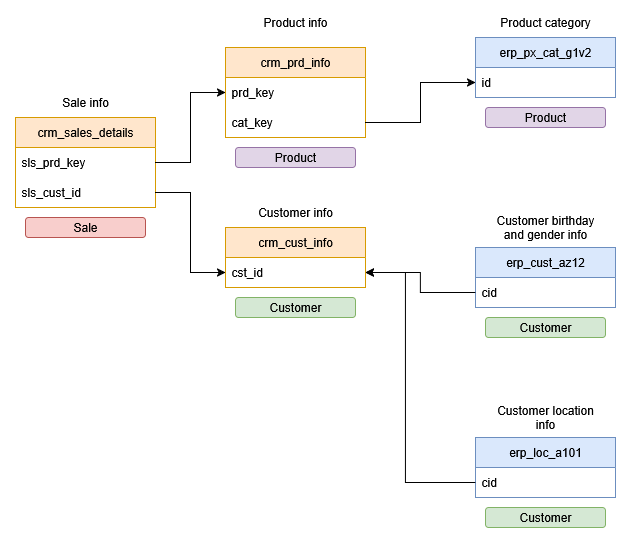 Product info
crm_prd_info
prd_key
cat_key
Product
Product category
erp_px_cat_g1v2
id
Product
Sale info
crm_sales_details
sls_prd_key
sls_cust_id
Sale
Customer info
crm_cust_info
cst_id
Customer
Customer birthday
and gender info
erp_cust_az12
cid
Customer
Customer location
info
erp_loc_a101
cid
Customer